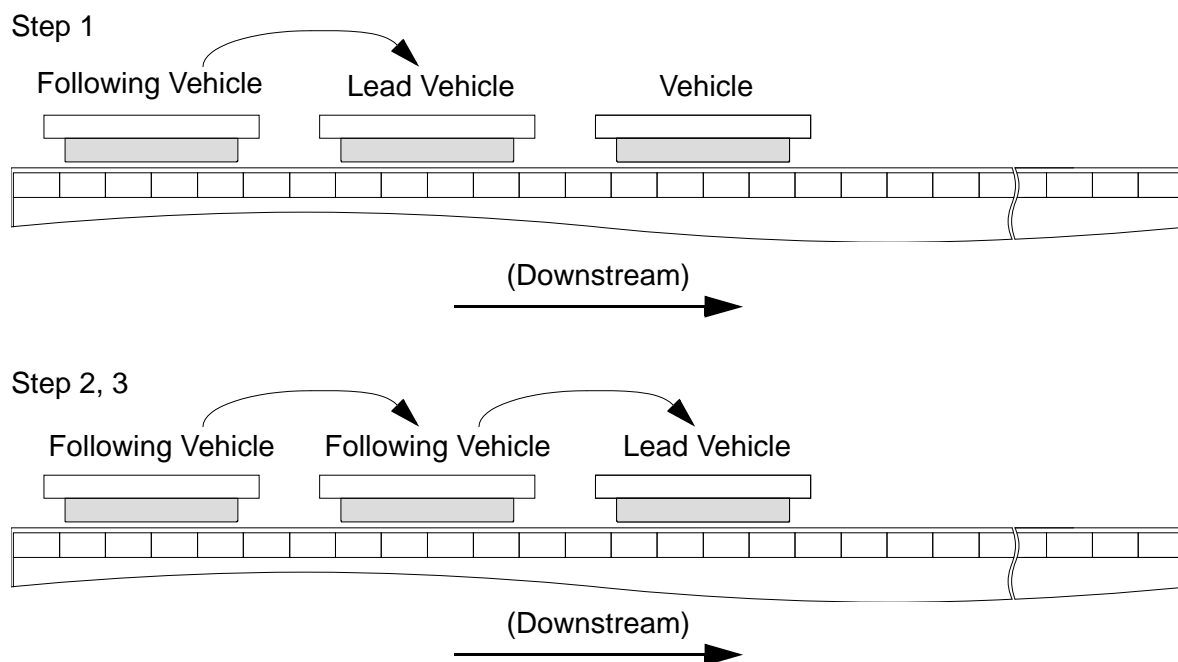 Step 1
Following Vehicle
Lead Vehicle
Vehicle
(Downstream)
Step 2, 3
Following Vehicle
Following Vehicle
Lead Vehicle
(Downstream)